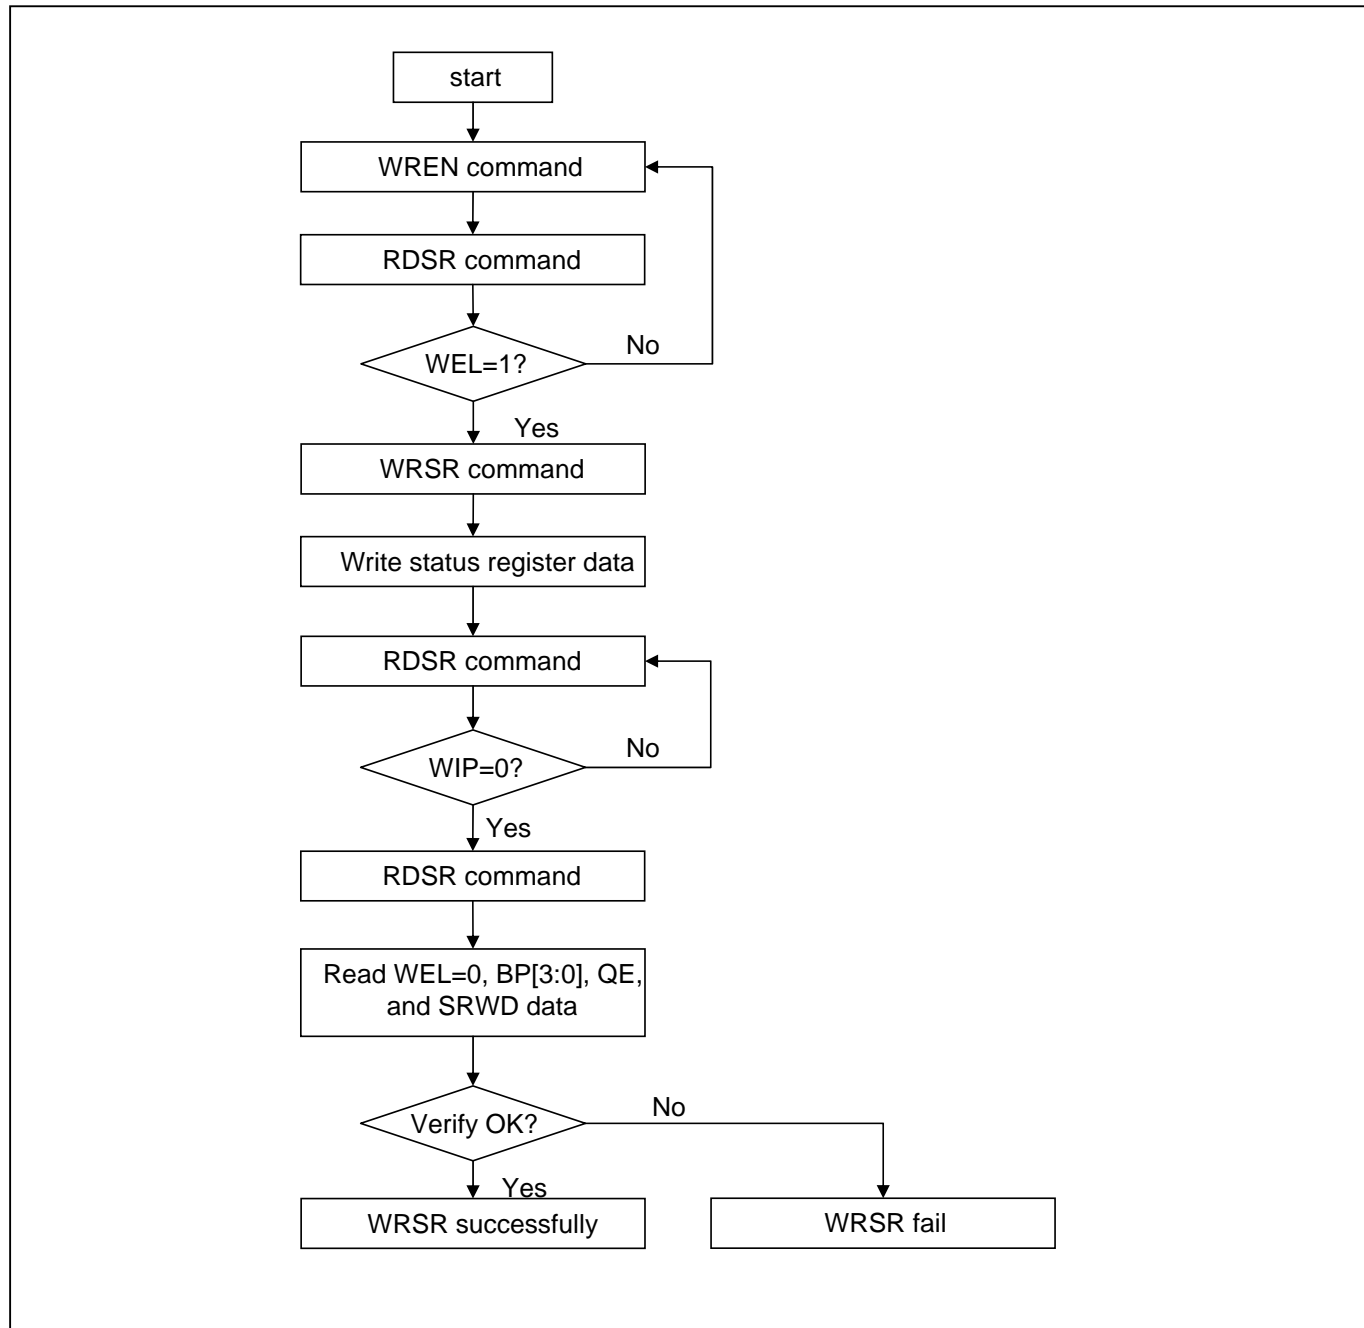 start
WREN command
RDSR command
WEL=1?
No
Yes
WRSR command
Write status register data
RDSR command
WIP=0?
No
Yes
RDSR command
Read WEL=0, BP[3:0], QE,
and SRWD data
Verify OK?
No
Yes
WRSR successfully
WRSR fail